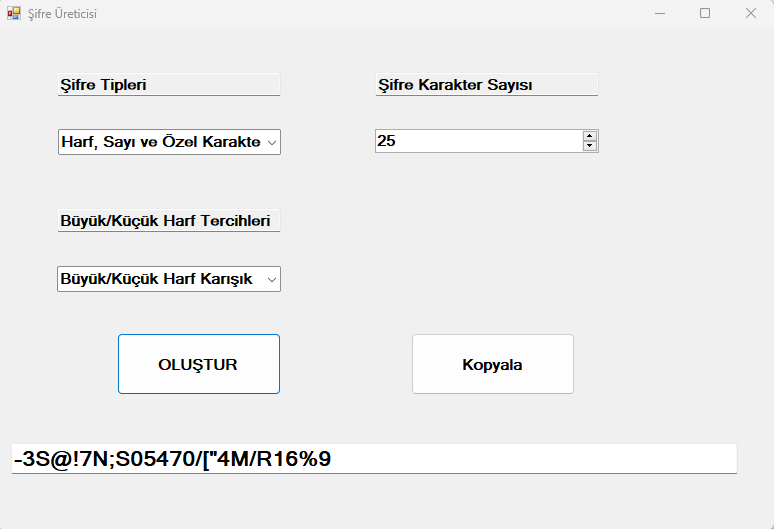 Şifre Üreticisi
Şifre Tipleri
Şifre Karakter Sayısı
Harf, Sayı ve Özel Karakte
25
Büyük/Küçük Harf Tercihleri
Büyük/Küçük Harf Karışık
OLUŞTUR
Kopyala
-3S@!7N;S05470/["4M/R16%9